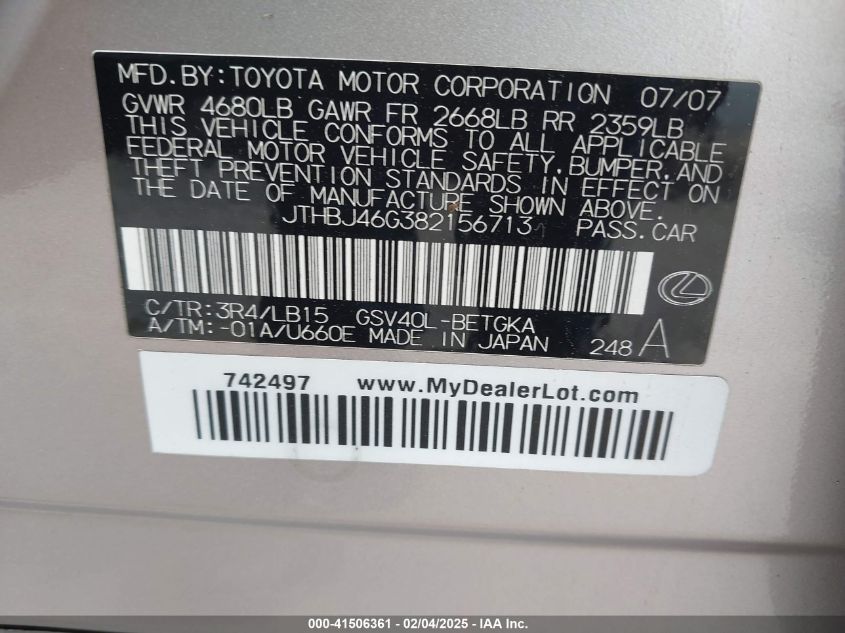 MFD.BY:TOYOTA MOTOR CORPORATION 07/07
GVWR 4680LB GAWR FR 2668LB RR 2359LB
THIS VEHICLE CONFORMS TO ALL APPLICABLE
FEDERAL MOTOR VEHICLE SAFETY,BUMPER,AND
THEFT PREVENTION STANDARDS IN EFFECT ON
THE DATE OF MANUFACTURE SHOWN ABOVE.
JTHBJ46G382156713 PASS.CAR
C/TR:3R4/LB15 GSV40L-BETGKA
A/TM:-01A/U660E MADE IN JAPAN 248 A
742497 www.MyDealerLot.com
000-41506361 - 02/04/2025 - IAA Inc.